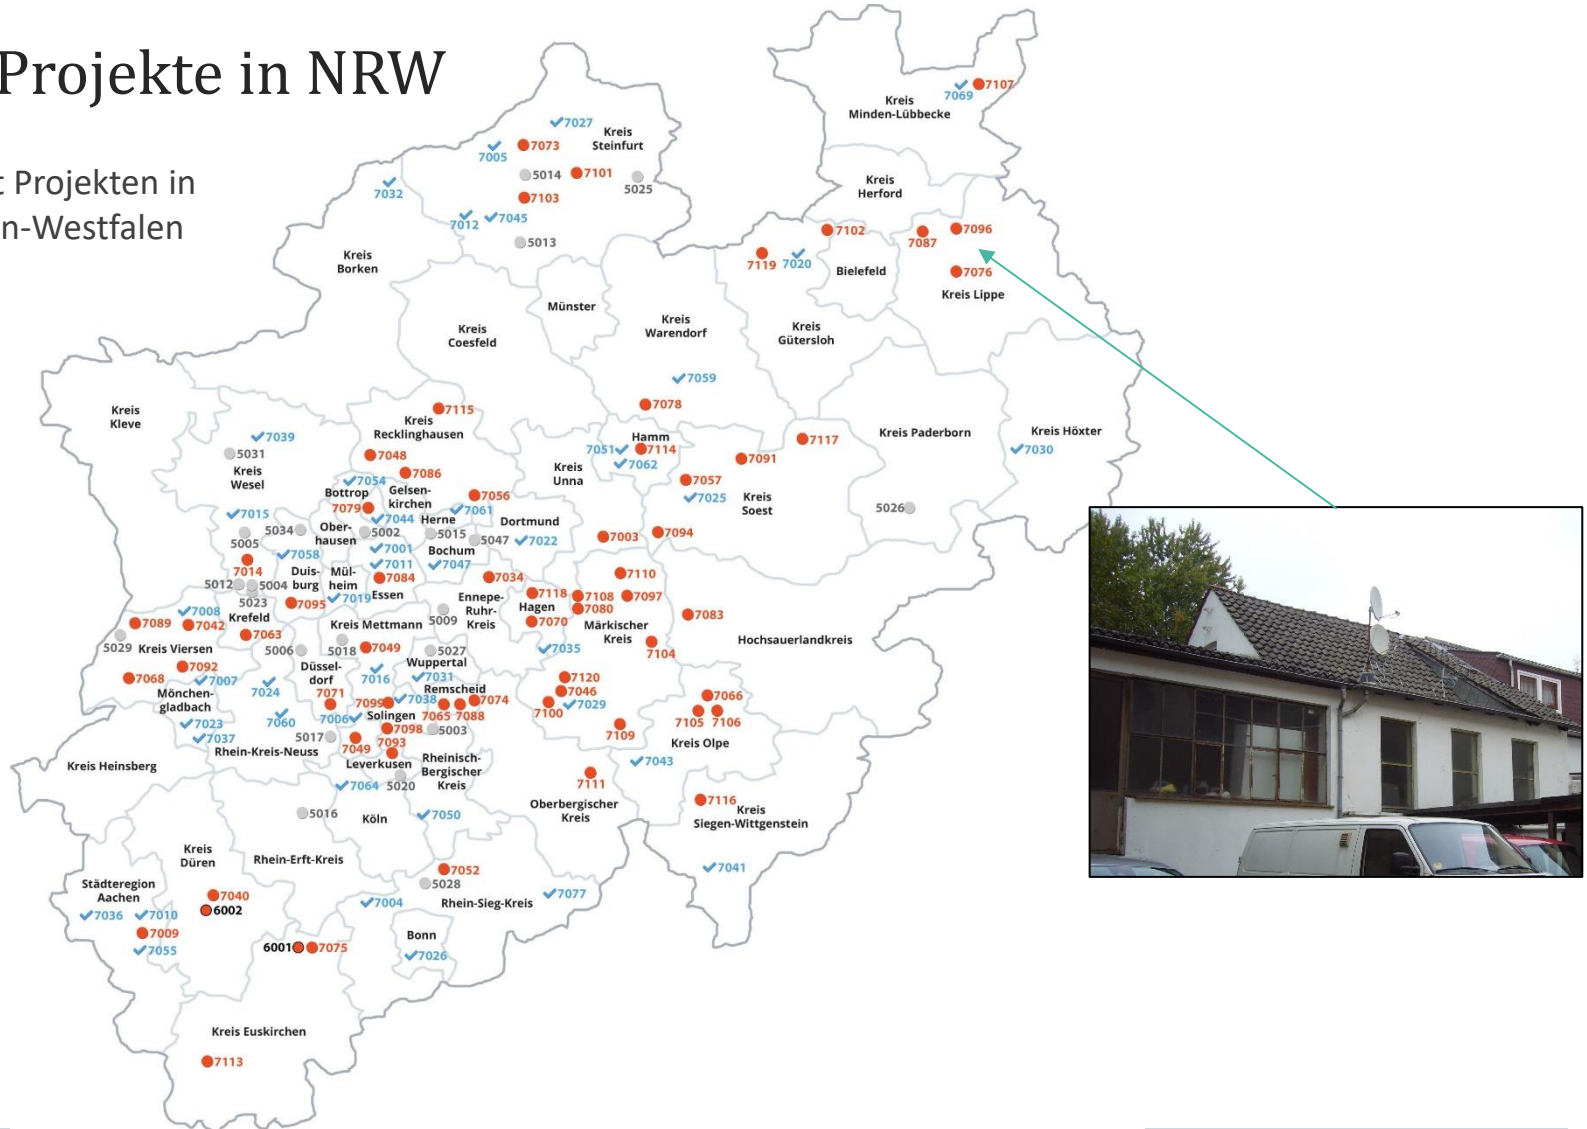 Projekte in NRW
t Projekten in
n-Westfalen
7107
7069
Kreis
Minden-Lübbecke
7027
Kreis
Steinfurt
7073
7005
5014
7101
5025
7032
7103
7012
7045
5013
Kreis
Herford
7102
7087
7096
7119
7020
Bielefeld
7076
Kreis Lippe
Kreis
Borken
Münster
Kreis
Coesfeld
Kreis
Warendorf
Kreis
Gütersloh
7059
7078
Kreis
Kleve
7115
Kreis
Recklinghausen
7039
5031
Kreis
Wesel
7048
7086
Hamm
7051
7114
7062
7117
7091
Kreis Paderborn
Kreis Höxter
7030
7057
7025
Kreis
Soest
5026
Kreis
Unna
7054
Bottrop
Gelsen-
kirchen
7056
7079
7061
7044
Herne
Dortmund
7015
5034
Ober-
hausen
5002
5015
5047
7022
7003
7094
5005
7058
7001
Bochum
7014
7011
7047
5012
5004
Duis-
burg
Mül-
heim
7084
Essen
7034
7110
5023
7095
7019
7118
7108
7097
7008
Krefeld
5009
Ennepe-
Ruhr-
Kreis
Hagen
7080
7083
7089
7042
7063
Kreis Mettmann
7070
Märkischer
Kreis
5029
Kreis Viersen
5006
5018
7049
5027
7035
7104
Hochsauerlandkreis
7092
Düssel-
dorf
7016
Wuppertal
7068
7007
7024
7031
7120
Mönchen-
gladbach
7071
7099
7038
Remscheid
7074
7046
7066
7060
7006
Solingen
7065
7088
7100
7029
7105
7106
7023
7098
5003
7109
7037
5017
7049
7093
Kreis Olpe
Rhein-Kreis-Neuss
Leverkusen
Rheinisch-
Bergischer
Kreis
7043
Kreis Heinsberg
7064
5020
7111
5016
Köln
7050
Oberbergischer
Kreis
7116
Kreis
Siegen-Wittgenstein
Kreis
Düren
Rhein-Erft-Kreis
7052
7041
Städteregion
Aachen
7040
5028
7077
7036
7010
6002
7004
Rhein-Sieg-Kreis
7009
Bonn
7055
6001
7075
7026
Kreis Euskirchen
7113